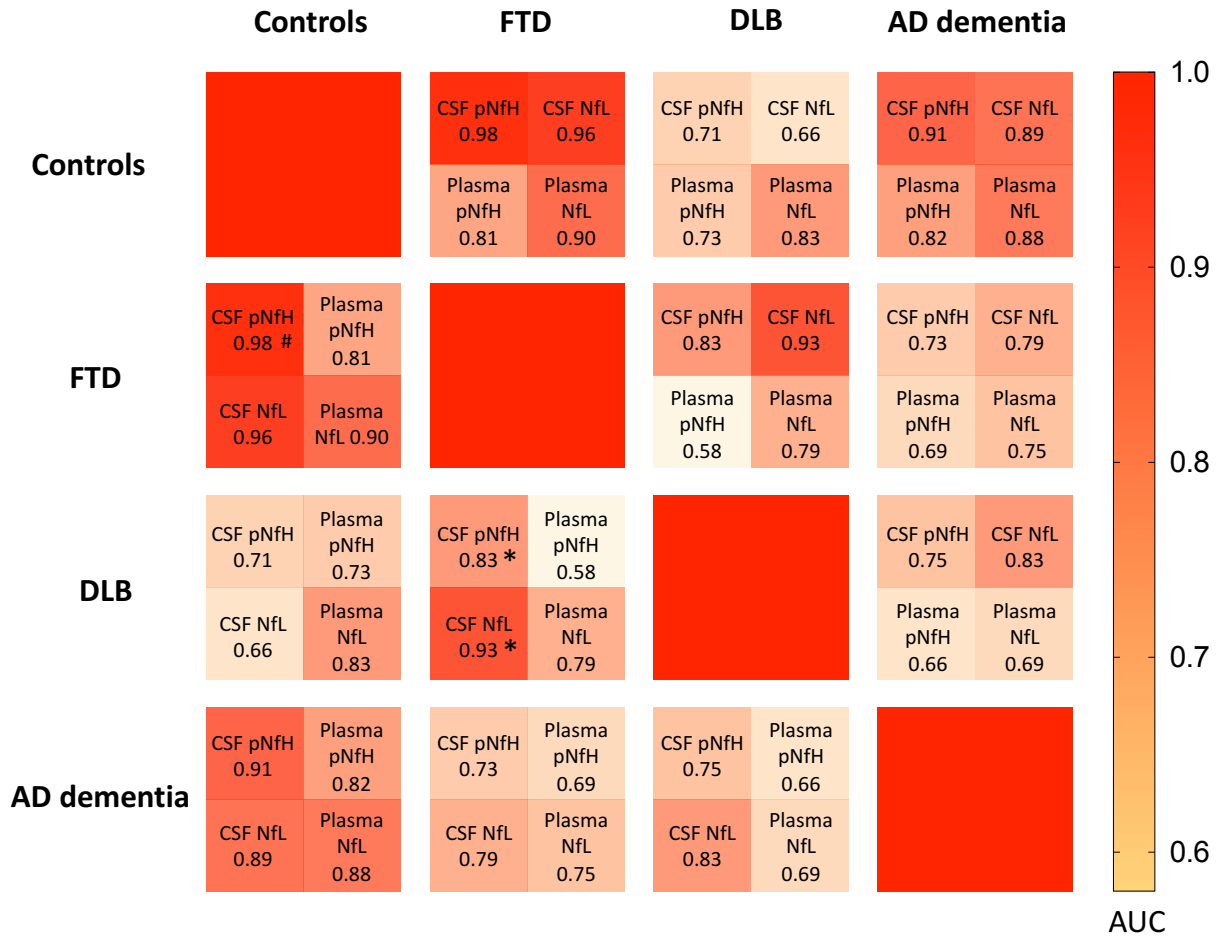 Controls FTD DLB AD dementia
Controls
CSF pNfH
0.98
CSF NfL
0.96
Plasma
pNfH
0.81
Plasma
NfL
0.90
CSF pNfH
0.71
CSF NfL
0.66
Plasma
pNfH
0.73
Plasma
NfL
0.83
CSF pNfH
0.91
CSF NfL
0.89
Plasma
pNfH
0.82
Plasma
NfL
0.88
FTD
CSF pNfH
0.98 #
Plasma
pNfH
0.81
CSF NfL
0.96
Plasma
NfL 0.90
CSF pNfH
0.83
CSF NfL
0.93
Plasma
pNfH
0.58
Plasma
NfL
0.79
CSF pNfH
0.73
CSF NfL
0.79
Plasma
pNfH
0.69
Plasma
NfL
0.75
DLB
CSF pNfH
0.71
Plasma
pNfH
0.73
CSF NfL
0.66
Plasma
NfL
0.83
CSF pNfH
0.83 *
Plasma
pNfH
0.58
CSF NfL
0.93 *
Plasma
NfL
0.79
CSF pNfH
0.75
CSF NfL
0.83
Plasma
pNfH
0.66
Plasma
NfL
0.69
AD dementia
CSF pNfH
0.91
Plasma
pNfH
0.82
CSF NfL
0.89
Plasma
NfL
0.88
CSF pNfH
0.73
Plasma
pNfH
0.69
CSF NfL
0.79
Plasma
NfL
0.75
CSF pNfH
0.75
Plasma
pNfH
0.66
CSF NfL
0.83
Plasma
NfL
0.69
1.0
0.9
0.8
0.7
0.6
AUC